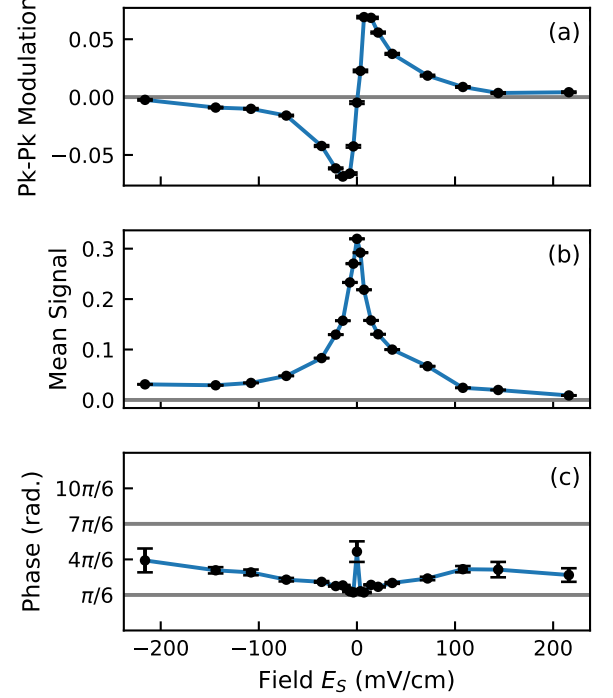 Pk-Pk Modulation
0.05
0.00
−0.05
(a)
Mean Signal
0.3
0.2
0.1
0.0
(b)
Phase (rad.)
10π/6
7π/6
4π/6
π/6
(c)
−200 −100 0 100 200
Field E_S (mV/cm)